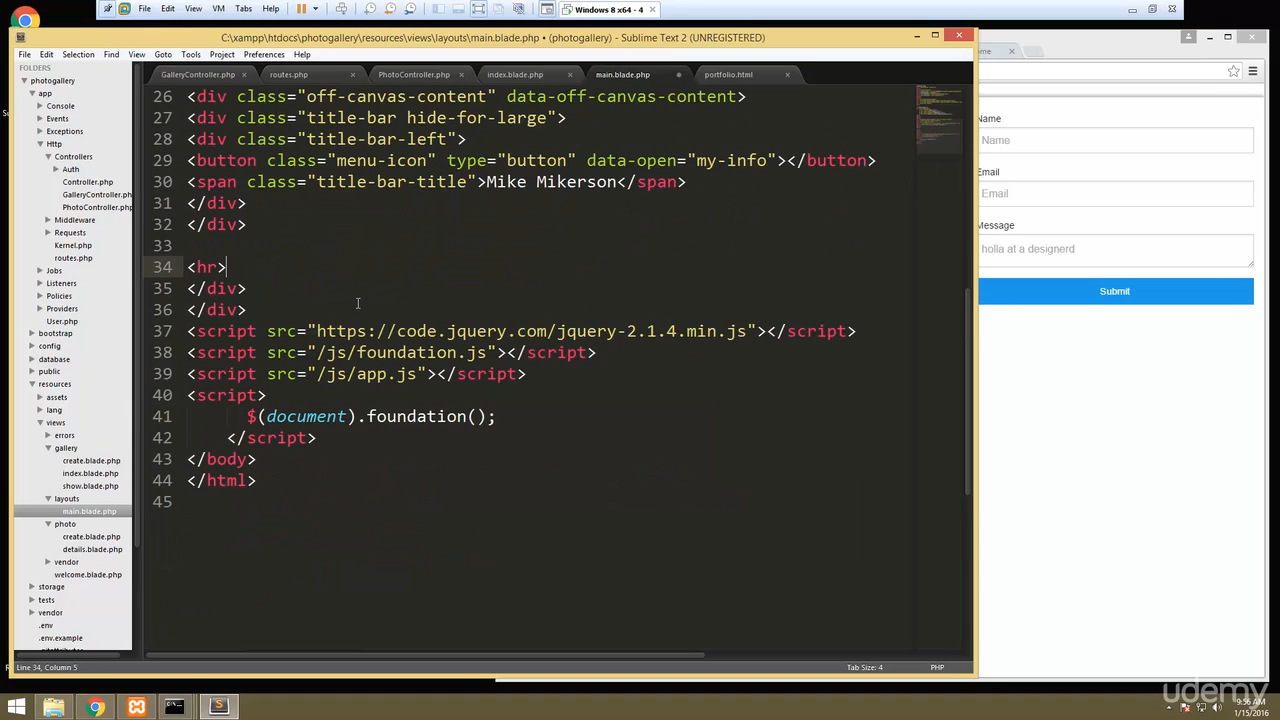 File Edit View VM Tabs Help
Windows 8 x64 - 4
C:\xampp\htdocs\photogallery\resources\views\layouts\main.blade.php • (photogallery) - Sublime Text 2 (UNREGISTERED)
File Edit Selection Find View Goto Tools Project Preferences Help
FOLDERS
photogallery
app
Console
Events
Exceptions
Http
Controllers
Auth
Controller.php
GalleryController.ph
PhotoController.php
Middleware
Requests
Kernel.php
routes.php
Jobs
Listeners
Policies
Providers
User.php
bootstrap
config
database
public
resources
assets
lang
views
errors
gallery
create.blade.php
index.blade.php
show.blade.php
layouts
main.blade.php
photo
create.blade.php
details.blade.php
vendor
welcome.blade.php
storage
tests
vendor
.env
.env.example
GalleryController.php routes.php PhotoController.php index.blade.php main.blade.php portfolio.html
26 <div class="off-canvas-content" data-off-canvas-content>
27 <div class="title-bar hide-for-large">
28 <div class="title-bar-left">
29 <button class="menu-icon" type="button" data-open="my-info"></button>
30 <span class="title-bar-title">Mike Mikerson</span>
31 </div>
32 </div>
33
34 <hr>
35 </div>
36 </div>
37 <script src="https://code.jquery.com/jquery-2.1.4.min.js"></script>
38 <script src="/js/foundation.js"></script>
39 <script src="/js/app.js"></script>
40 <script>
41 $(document).foundation();
42 </script>
43 </body>
44 </html>
45
Line 34, Column 5
Tab Size: 4
PHP
ome
Name
Name
Email
Email
Message
holla at a designerd
Submit
udemy
9:56 AM
1/15/2016